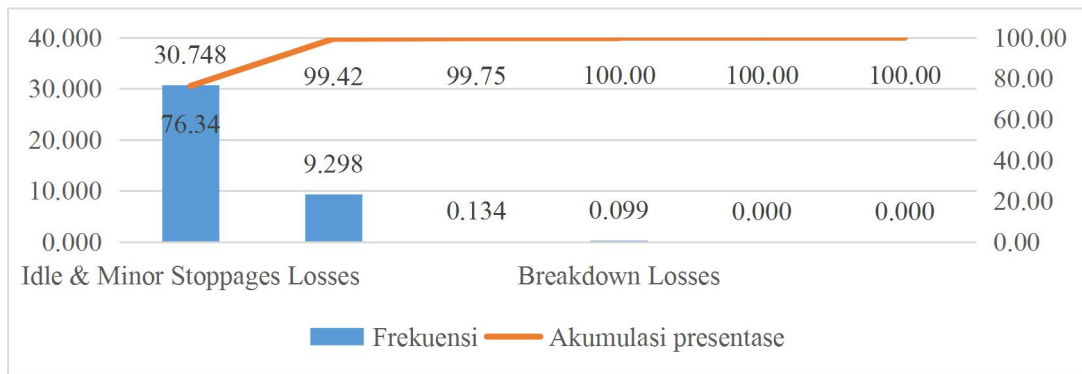 40.000 100.00
30.748
99.42 99.75 100.00 100.00 100.00
80.00
30.000
76.34 60.00
20.000
9.298 40.00
10.000 0.134 0.099 0.000 0.000 20.00
0.000 0.00
Idle & Minor Stoppages Losses Breakdown Losses
Frekuensi Akumulasi presentase